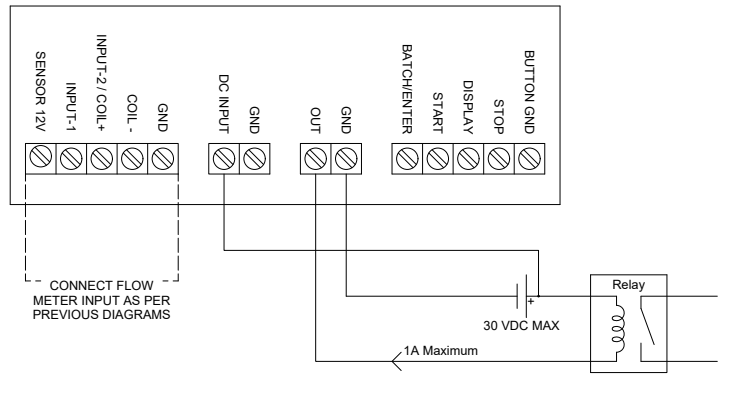 SENSOR 12V
INPUT-1
INPUT-2 / COIL+
COIL -
GND
DC INPUT
GND
OUT
GND
BATCH/ENTER
START
DISPLAY
STOP
BUTTON GND
CONNECT FLOW
METER INPUT AS PER
PREVIOUS DIAGRAMS
Relay
+
30 VDC MAX
1A Maximum